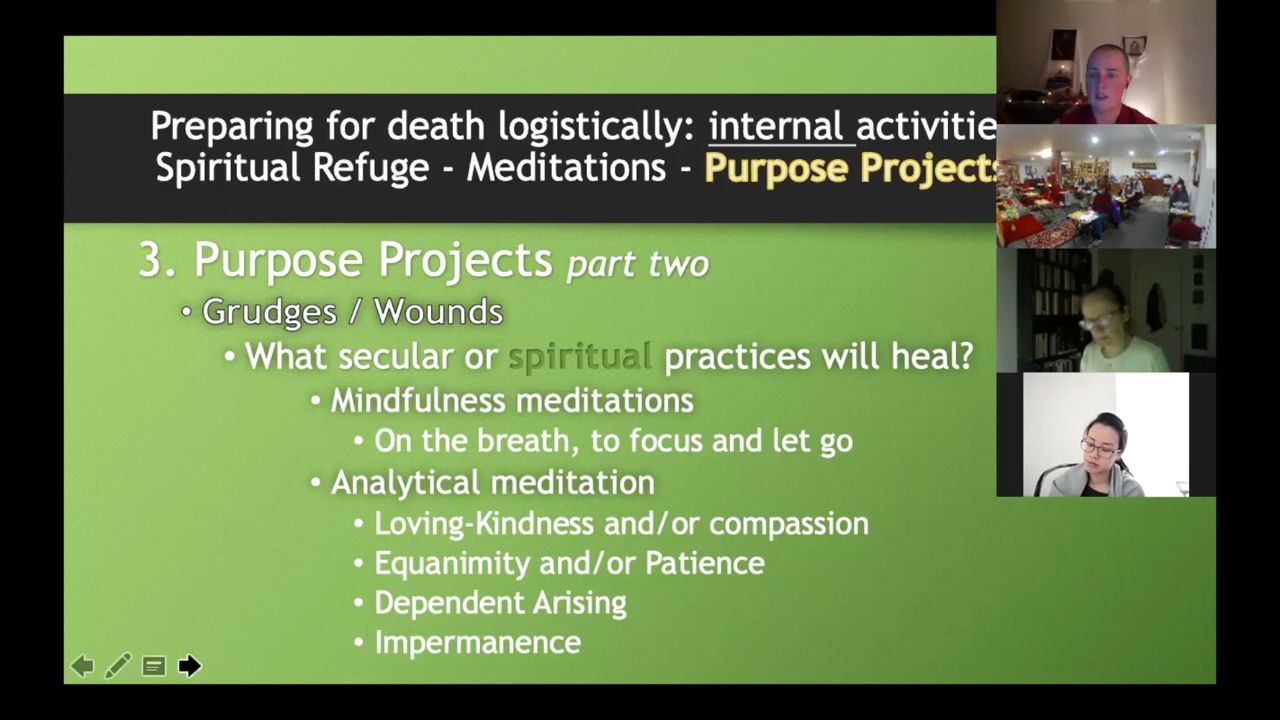 Preparing for death logistically: internal activitie
Spiritual Refuge - Meditations - Purpose Projects
3. Purpose Projects part two
• Grudges / Wounds
• What secular or spiritual practices will heal?
• Mindfulness meditations
• On the breath, to focus and let go
• Analytical meditation
• Loving-Kindness and/or compassion
• Equanimity and/or Patience
• Dependent Arising
• Impermanence